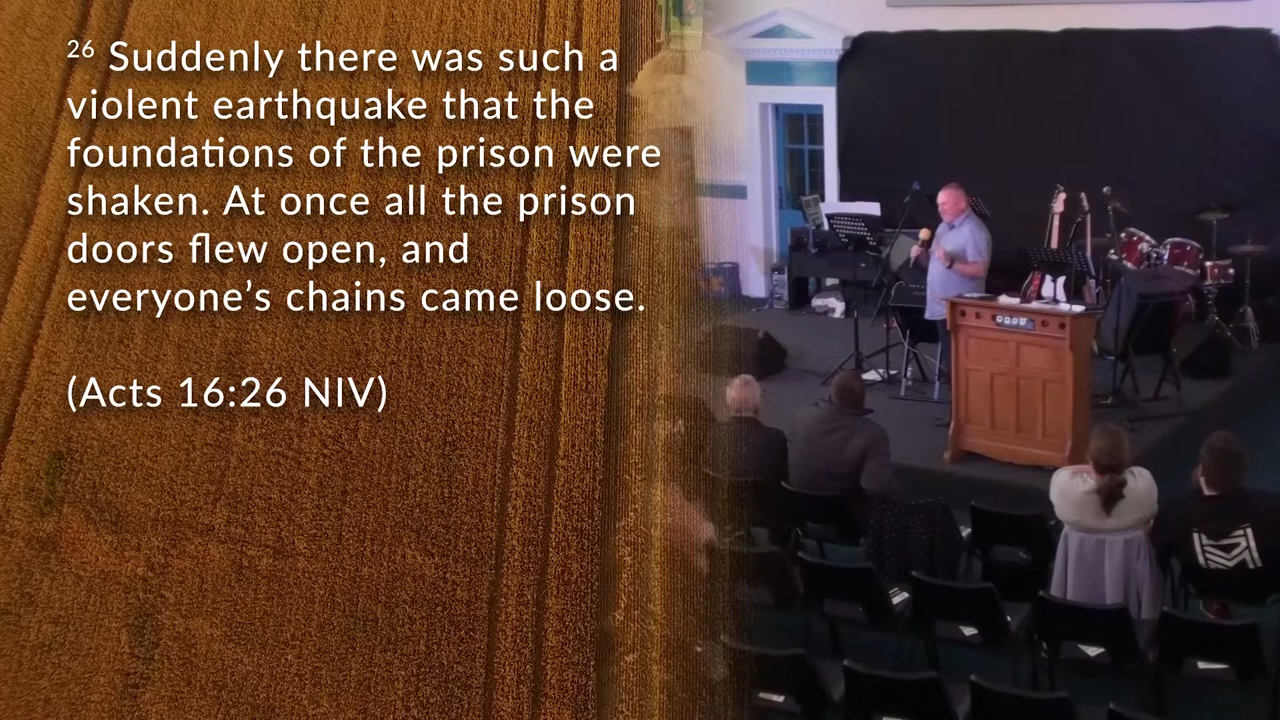 26 Suddenly there was such a
violent earthquake that the
foundations of the prison were
shaken. At once all the prison
doors flew open, and
everyone’s chains came loose.
(Acts 16:26 NIV)